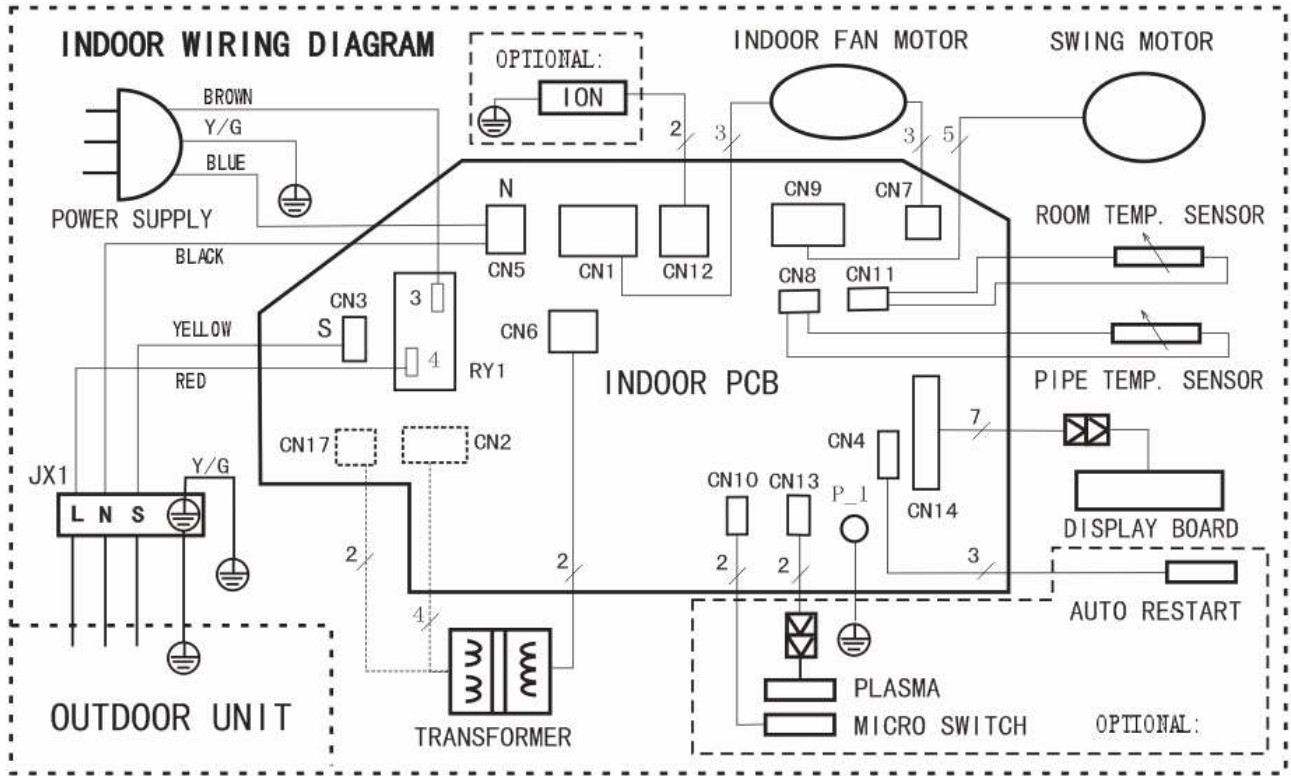 INDOOR WIRING DIAGRAM
OPTIONAL:
ION
INDOOR FAN MOTOR
SWING MOTOR
BROWN
Y/G
BLUE
POWER SUPPLY
2
3
3
5
N
CN5
CN1
CN12
CN9
CN7
ROOM TEMP. SENSOR
BLACK
CN8
CN11
CN3
S
3
4
RY1
CN6
YELLOW
RED
INDOOR PCB
PIPE TEMP. SENSOR
CN17
CN2
CN4
7
CN14
JX1
Y/G
L N S
CN10
CN13
P_1
DISPLAY BOARD
2
2
2
2
3
AUTO RESTART
4
OUTDOOR UNIT
TRANSFORMER
PLASMA
MICRO SWITCH
OPTIONAL: